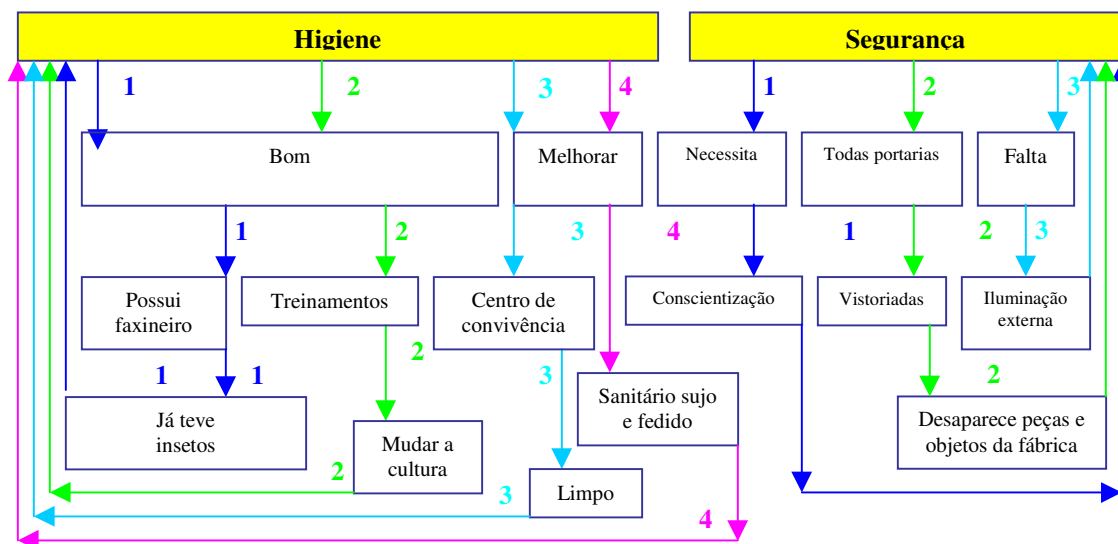 Higiene
Segurança
1
2
3
4
1
2
3
Bom
Melhorar
Necessita
Todas portarias
Falta
1
2
3
4
1
2
3
Possui
faxineiro
Treinamentos
Centro de
convivência
Conscientização
Vistoriadas
Iluminação
externa
1
1
2
3
2
Já teve
insetos
Mudar a
cultura
Sanitário sujo
e fedido
Desaparece peças e
objetos da fábrica
2
3
Limpo
4